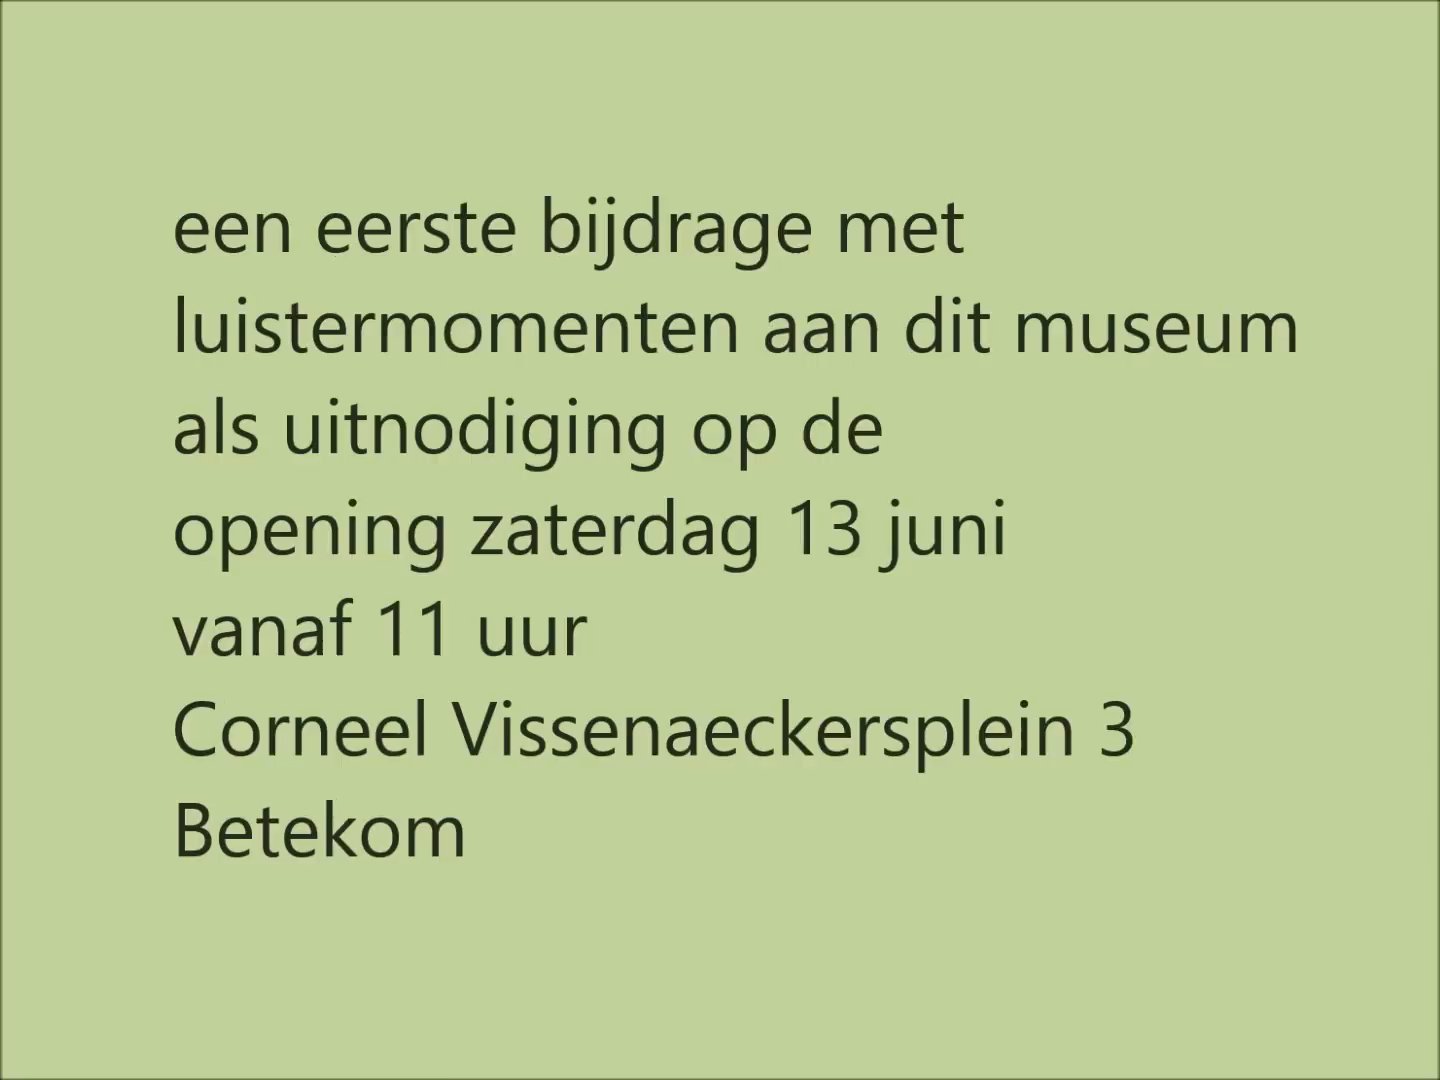 een eerste bijdrage met
luistermomenten aan dit museum
als uitnodiging op de
opening zaterdag 13 juni
vanaf 11 uur
Corneel Vissenaeckersplein 3
Betekom